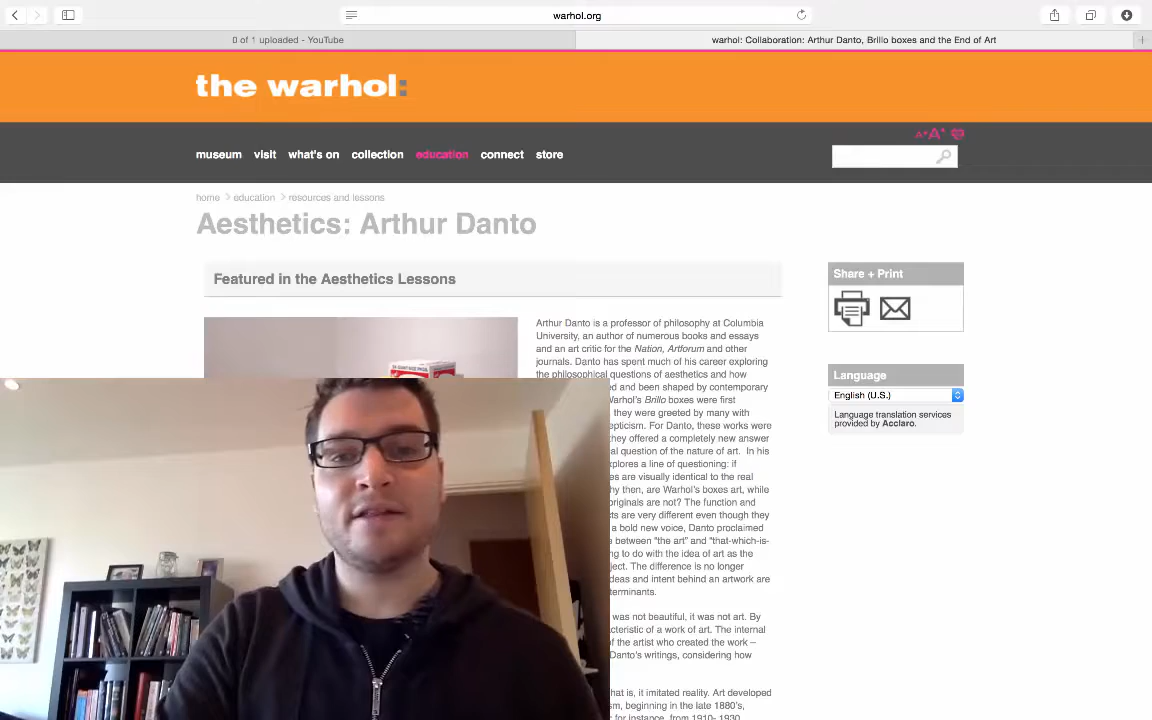 warhol.org
0 of 1 uploaded - YouTube
warhol: Collaboration: Arthur Danto, Brillo boxes and the End of Art
the warhol:
A+A+
museum visit what's on collection education connect store
home education resources and lessons
Aesthetics: Arthur Danto
Featured in the Aesthetics Lessons
Arthur Danto is a professor of philosophy at Columbia
University, an author of numerous books and essays
and an art critic for the Nation, Artforum and other
journals. Danto has spent much of his career exploring
the philosophical questions of aesthetics and how
ed and been shaped by contemporary
Warhol's Brillo boxes were first
they were greeted by many with
epticism. For Danto, these works were
they offered a completely new answer
al question of the nature of art. In his
xplores a line of questioning: if
es are visually identical to the real
hy then, are Warhol's boxes art, while
originals are not? The function and
cts are very different even though they
a bold new voice, Danto proclaimed
e between "the art" and "that-which-is-
ng to do with the idea of art as the
ject. The difference is no longer
deas and intent behind an artwork are
terminants.
was not beautiful, it was not art. By
cteristic of a work of art. The internal
of the artist who created the work –
Danto's writings, considering how
hat is, it imitated reality. Art developed
sm, beginning in the late 1880's,
for instance, from 1910- 1930
Share + Print
Language
English (U.S.)
Language translation services
provided by Acclaro.